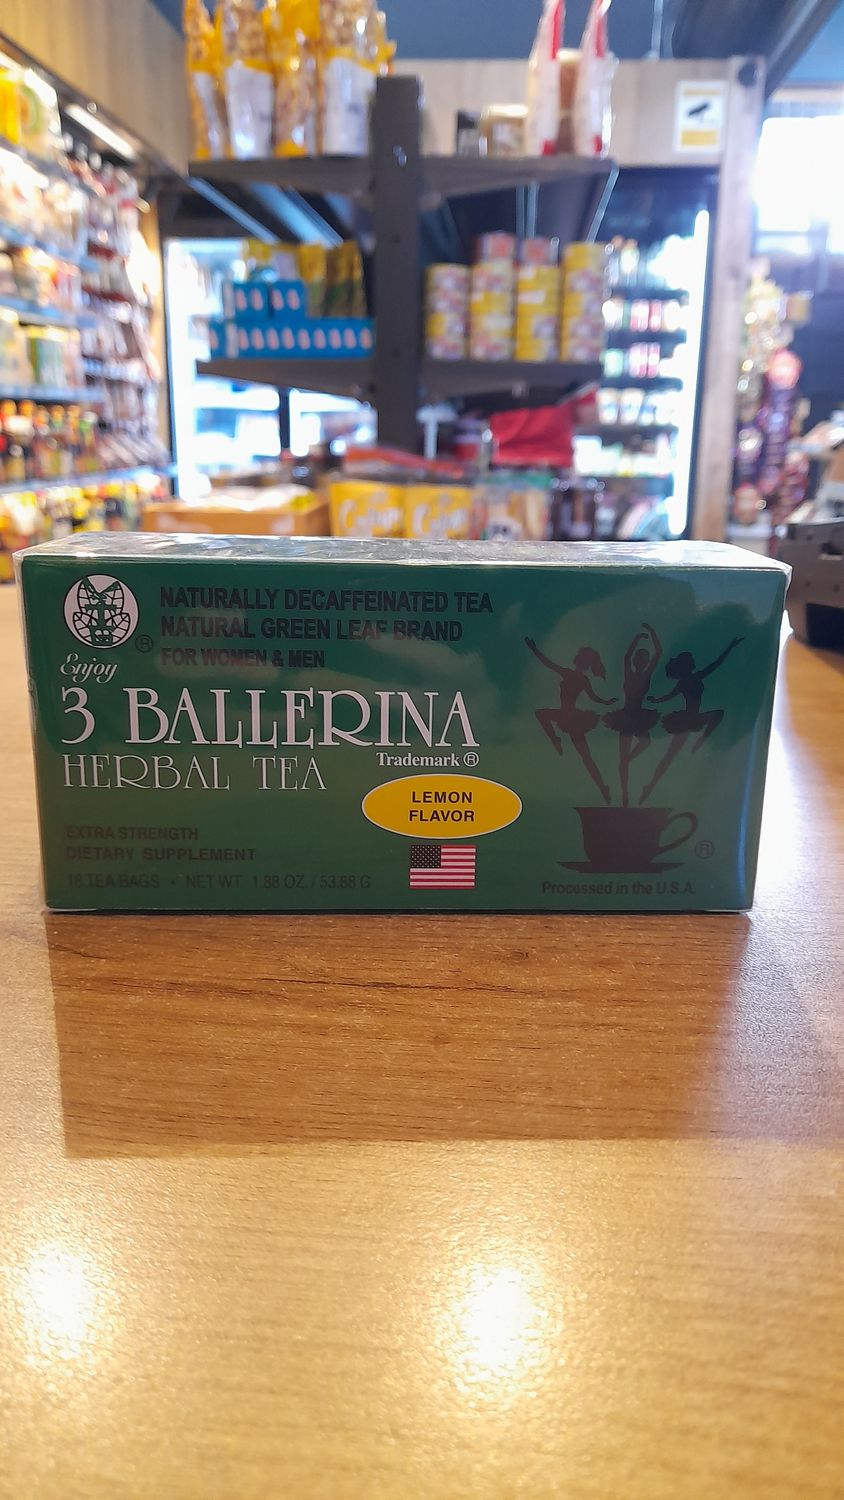 NATURALLY DECAFFEINATED TEA
NATURAL GREEN LEAF BRAND
FOR WOMEN & MEN
Enjoy
3 BALLERINA
HERBAL TEA
Trademark ®
LEMON
FLAVOR
EXTRA STRENGTH
DIETARY SUPPLEMENT
18 TEA BAGS • NET WT. 1.88 OZ. / 53.88 G
Processed in the U.S.A.
®
®